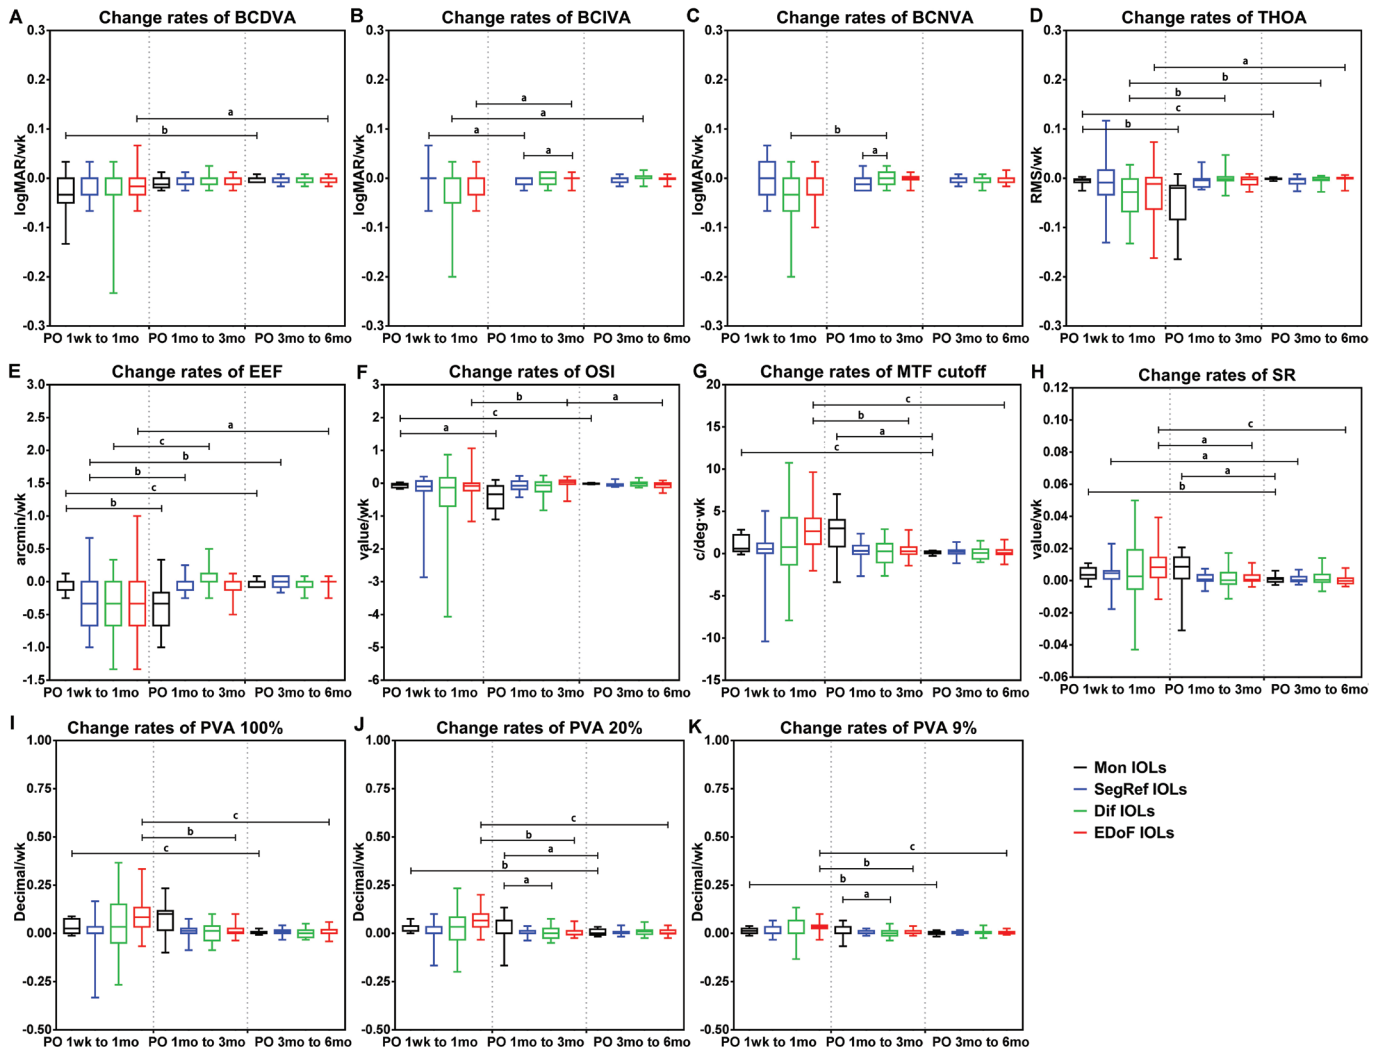 A Change rates of BCDVA
logMAR/wk
0.3
0.2
0.1
0.0
-0.1
-0.2
-0.3
a
b
PO 1wk to 1mo PO 1mo to 3mo PO 3mo to 6mo
B Change rates of BCIVA
logMAR/wk
0.3
0.2
0.1
0.0
-0.1
-0.2
-0.3
a
a
a
a
PO 1wk to 1mo PO 1mo to 3mo PO 3mo to 6mo
C Change rates of BCNVA
logMAR/wk
0.3
0.2
0.1
0.0
-0.1
-0.2
-0.3
b
a
PO 1wk to 1mo PO 1mo to 3mo PO 3mo to 6mo
D Change rates of THOA
RMS/wk
0.3
0.2
0.1
0.0
-0.1
-0.2
-0.3
a
b
b
c
b
PO 1wk to 1mo PO 1mo to 3mo PO 3mo to 6mo
E Change rates of EEF
arcmin/wk
3.0
2.5
2.0
1.5
1.0
0.5
0.0
-0.5
-1.0
-1.5
a
c
b
b
c
b
PO 1wk to 1mo PO 1mo to 3mo PO 3mo to 6mo
F Change rates of OSI
value/wk
3
2
1
0
-1
-2
-3
-4
-5
-6
b
a
c
a
PO 1wk to 1mo PO 1mo to 3mo PO 3mo to 6mo
G Change rates of MTF cutoff
c/deg·wk
20
15
10
5
0
-5
-10
-15
c
b
a
c
PO 1wk to 1mo PO 1mo to 3mo PO 3mo to 6mo
H Change rates of SR
value/wk
0.12
0.10
0.08
0.06
0.04
0.02
0.00
-0.02
-0.04
-0.06
c
a
a
a
b
PO 1wk to 1mo PO 1mo to 3mo PO 3mo to 6mo
I Change rates of PVA 100%
Decimal/wk
1.00
0.75
0.50
0.25
0.00
-0.25
-0.50
c
b
c
PO 1wk to 1mo PO 1mo to 3mo PO 3mo to 6mo
J Change rates of PVA 20%
Decimal/wk
1.00
0.75
0.50
0.25
0.00
-0.25
-0.50
c
b
a
b
a
PO 1wk to 1mo PO 1mo to 3mo PO 3mo to 6mo
K Change rates of PVA 9%
Decimal/wk
1.00
0.75
0.50
0.25
0.00
-0.25
-0.50
c
b
b
a
PO 1wk to 1mo PO 1mo to 3mo PO 3mo to 6mo
Mon IOLs
SegRef IOLs
Dif IOLs
EDoF IOLs